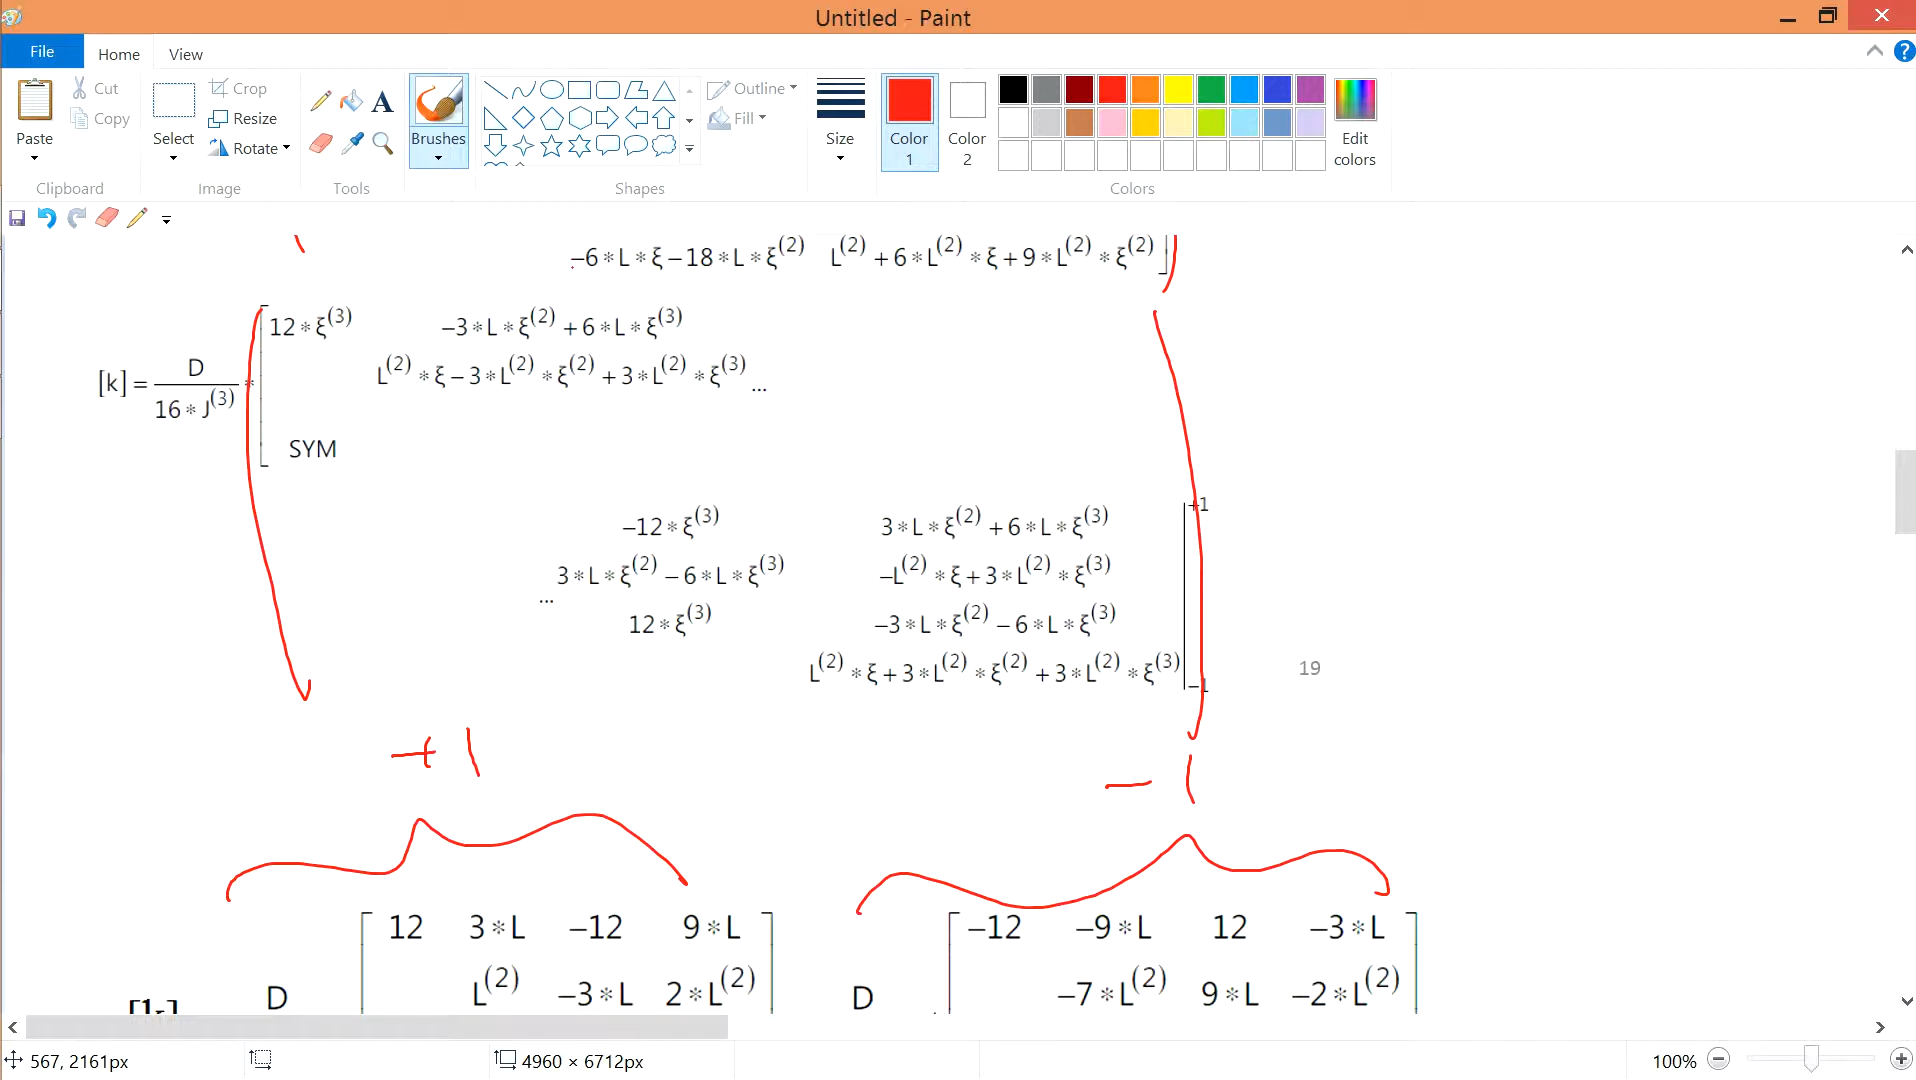 Untitled - Paint
File Home View
Paste
Cut
Copy
Clipboard
Select
Crop
Resize
Rotate
Image
A
Tools
Brushes
Outline
Fill
Shapes
Size
Color 1
Color 2
Edit colors
Colors
−6∗L∗ξ−18∗L∗ξ^(2) L^(2)+6∗L^(2)∗ξ+9∗L^(2)∗ξ^(2)
12∗ξ^(3) −3∗L∗ξ^(2)+6∗L∗ξ^(3)
L^(2)∗ξ−3∗L^(2)∗ξ^(2)+3∗L^(2)∗ξ^(3) ...
[k]= D/(16∗J^(3)) ∗
SYM
+1
−12∗ξ^(3) 3∗L∗ξ^(2)+6∗L∗ξ^(3)
3∗L∗ξ^(2)−6∗L∗ξ^(3) −L^(2)∗ξ+3∗L^(2)∗ξ^(3)
...
12∗ξ^(3) −3∗L∗ξ^(2)−6∗L∗ξ^(3)
L^(2)∗ξ+3∗L^(2)∗ξ^(2)+3∗L^(2)∗ξ^(3)
−1
19
+1
−1
12 3∗L −12 9∗L −12 −9∗L 12 −3∗L
D L^(2) −3∗L 2∗L^(2) D −7∗L^(2) 9∗L −2∗L^(2)
567, 2161px
4960 × 6712px
100%